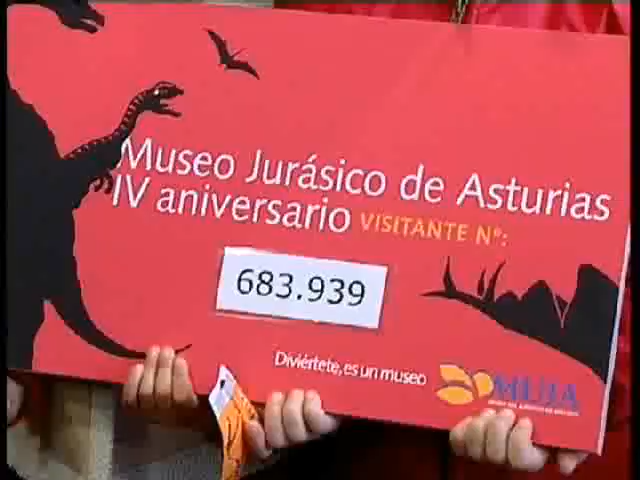 Museo Jurásico de Asturias
IV aniversario VISITANTE Nº:
683.939
Diviértete, es un museo
MUJA